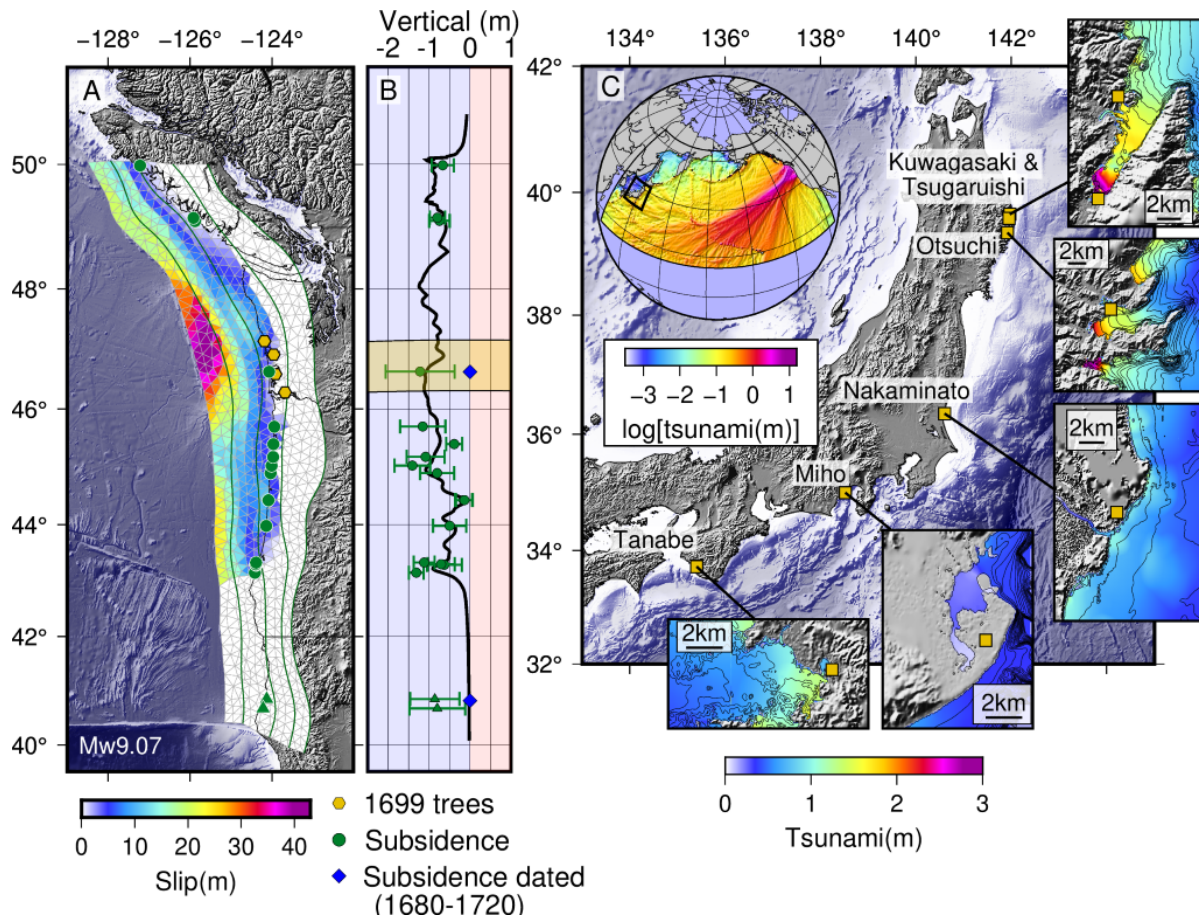 −128° −126° −124°
Vertical (m)
-2 -1 0 1
134° 136° 138° 140° 142°
A
B
C
50°
48°
46°
44°
42°
40°
42°
40°
38°
36°
34°
32°
Mw9.07
Kuwagasaki &
Tsugaruishi
Otsuchi
Nakaminato
Miho
Tanabe
2km
2km
2km
2km
2km
−3 −2 −1 0 1
log[tsunami(m)]
0 10 20 30 40
Slip(m)
1699 trees
Subsidence
Subsidence dated
(1680-1720)
0 1 2 3
Tsunami(m)